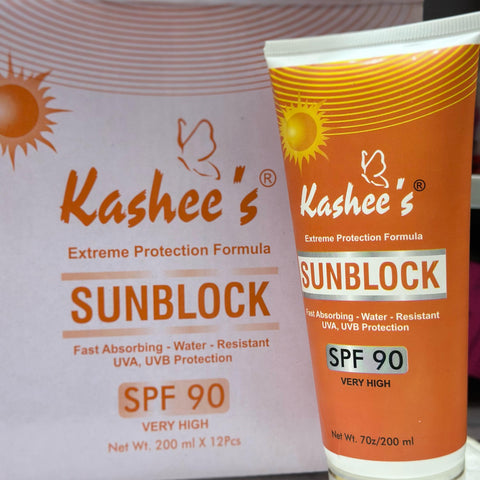 Kashee's®
Extreme Protection Formula
SUNBLOCK
Fast Absorbing - Water - Resistant
UVA, UVB Protection
SPF 90
VERY HIGH
Net Wt. 200 ml X 12Pcs
Kashee's®
Extreme Protection Formula
SUNBLOCK
Fast Absorbing - Water - Resistant
UVA, UVB Protection
SPF 90
VERY HIGH
Net Wt. 7oz/200 ml